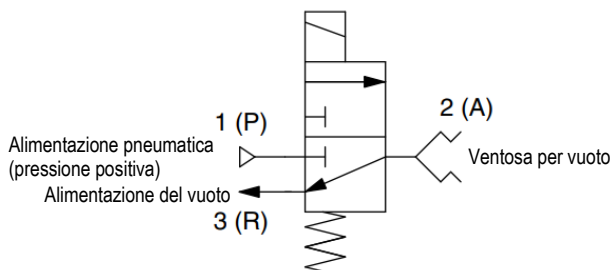 1 (P)
2 (A)
Alimentazione pneumatica
(pressione positiva)
Ventosa per vuoto
Alimentazione del vuoto
3 (R)